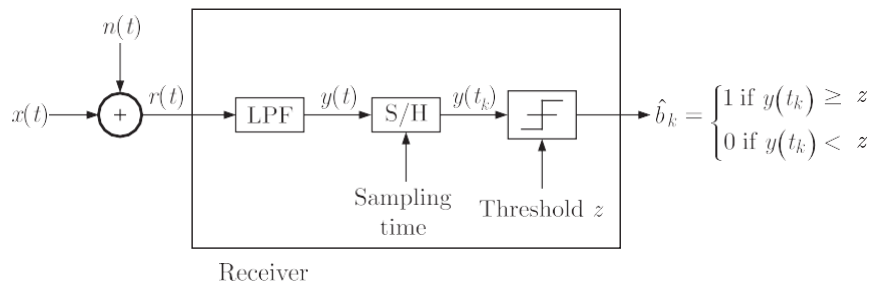 n(t)
x(t) + r(t) LPF y(t) S/H y(t_k) b̂_k = { 1 if y(t_k) ≥ z
0 if y(t_k) < z
Sampling
time
Threshold z
Receiver